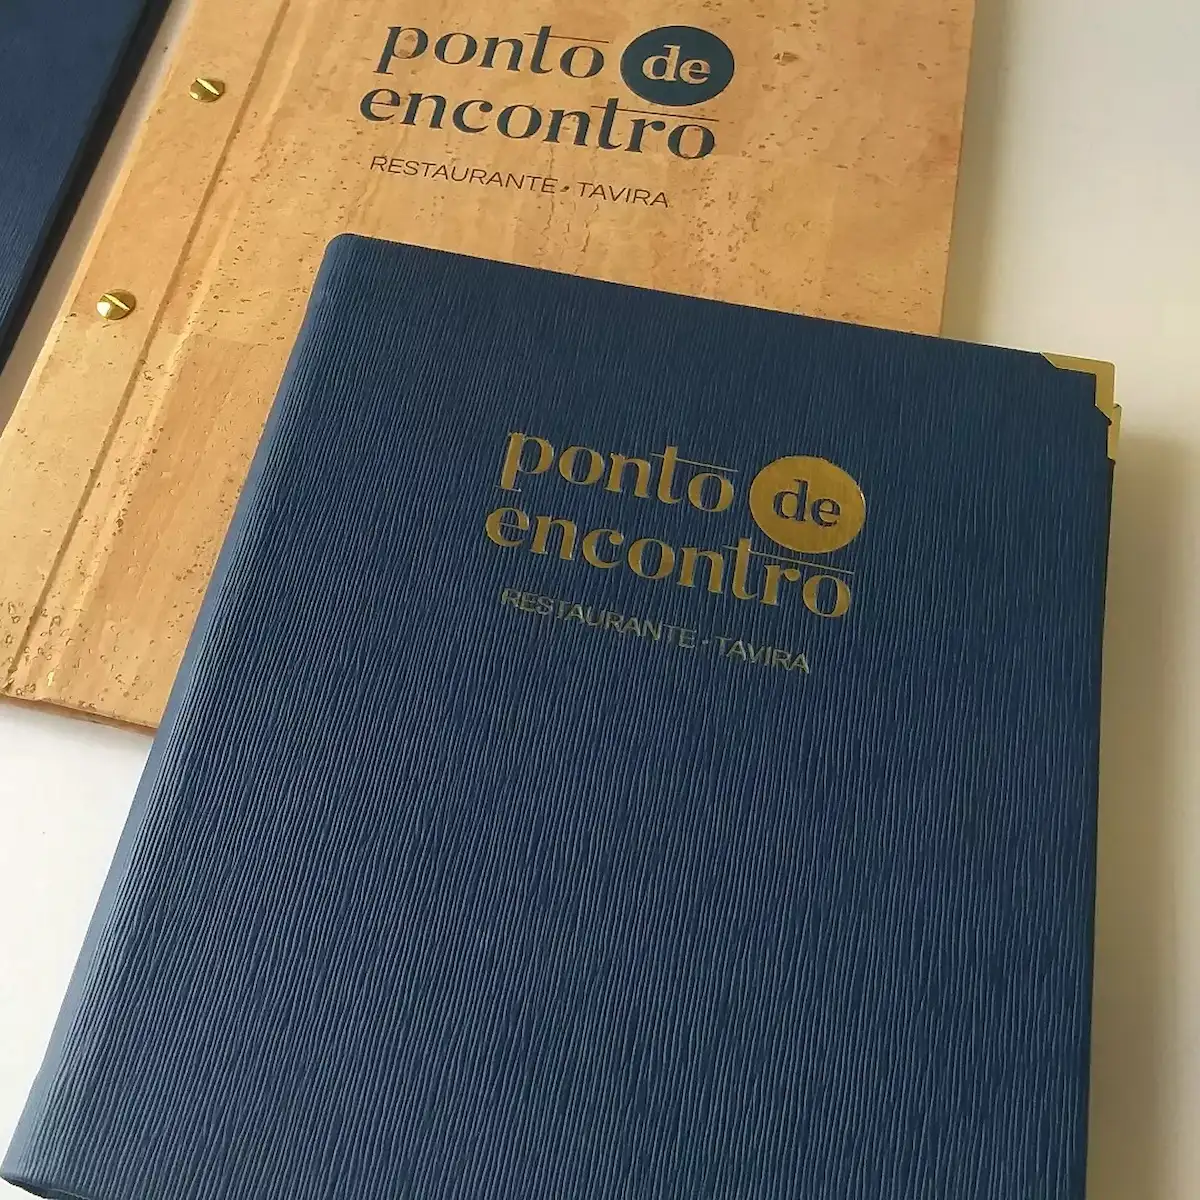 ponto de
encontro
RESTAURANTE • TAVIRA
ponto de
encontro
RESTAURANTE • TAVIRA